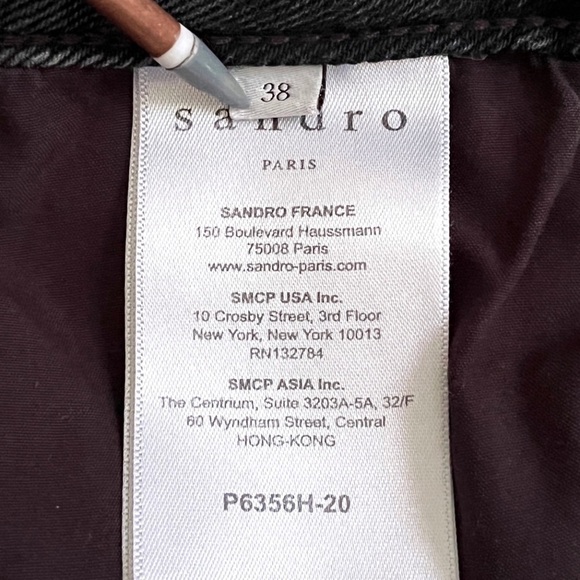 38
sandro
PARIS
SANDRO FRANCE
150 Boulevard Haussmann
75008 Paris
www.sandro-paris.com
SMCP USA Inc.
10 Crosby Street, 3rd Floor
New York, New York 10013
RN132784
SMCP ASIA Inc.
The Centrium, Suite 3203A-5A, 32/F
60 Wyndham Street, Central
HONG-KONG
P6356H-20